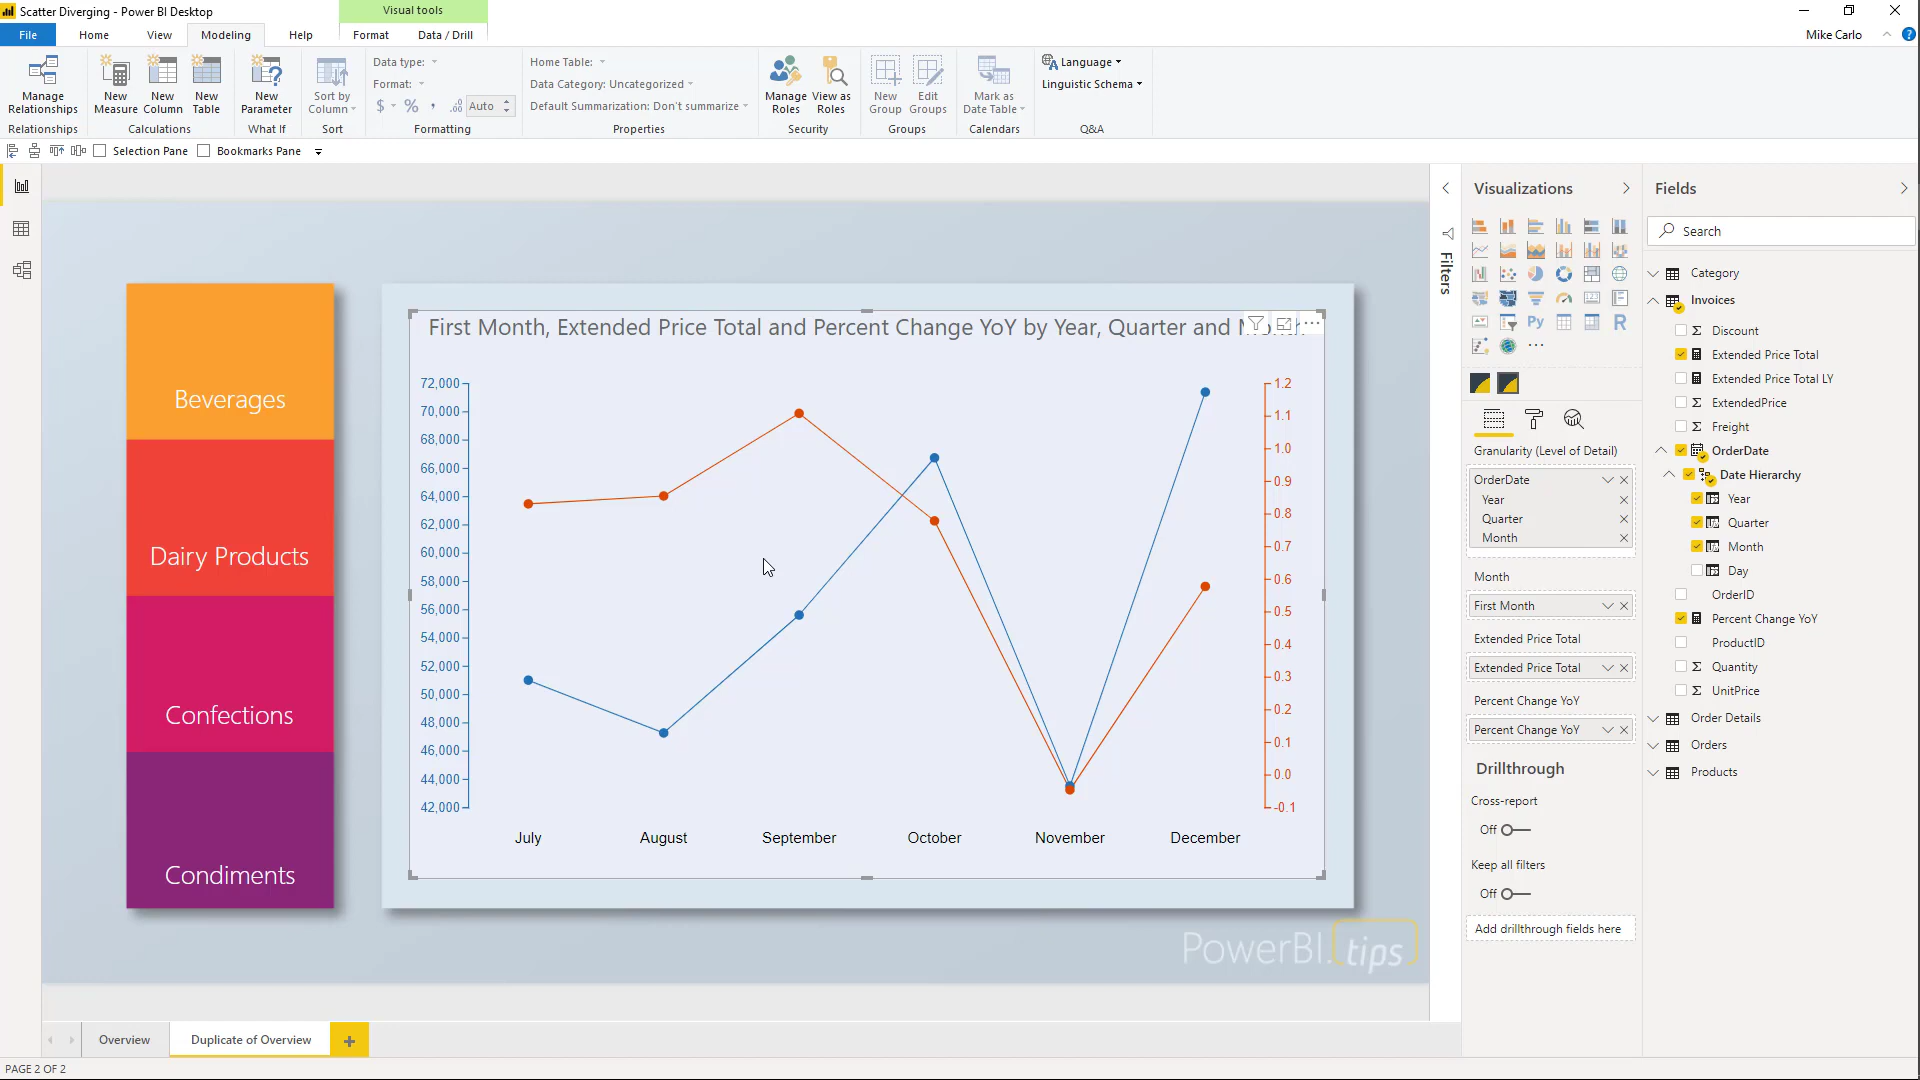 Scatter Diverging - Power BI Desktop
Visual tools
File
Home
View
Modeling
Help
Format
Data / Drill
Mike Carlo
Manage
Relationships
New
Measure
New
Column
New
Table
New
Parameter
Sort by
Column
Data type:
Format:
$ % , .00 Auto
Home Table:
Data Category: Uncategorized
Default Summarization: Don't summarize
Manage
Roles
View as
Roles
New
Group
Edit
Groups
Mark as
Date Table
Language
Linguistic Schema
Relationships
Calculations
What If
Sort
Formatting
Properties
Security
Groups
Calendars
Q&A
Selection Pane
Bookmarks Pane
Beverages
Dairy Products
Confections
Condiments
First Month, Extended Price Total and Percent Change YoY by Year, Quarter and Month
72,000
70,000
68,000
66,000
64,000
62,000
60,000
58,000
56,000
54,000
52,000
50,000
48,000
46,000
44,000
42,000
1.2
1.1
1.0
0.9
0.8
0.7
0.6
0.5
0.4
0.3
0.2
0.1
0.0
-0.1
July
August
September
October
November
December
PowerBI.tips
Filters
Visualizations
Py
R
123
Granularity (Level of Detail)
OrderDate
Year
Quarter
Month
Month
First Month
Extended Price Total
Extended Price Total
Percent Change YoY
Percent Change YoY
Drillthrough
Cross-report
Off
Keep all filters
Off
Add drillthrough fields here
Fields
Search
Category
Invoices
Discount
Extended Price Total
Extended Price Total LY
ExtendedPrice
Freight
OrderDate
Date Hierarchy
Year
Quarter
Month
Day
OrderID
Percent Change YoY
ProductID
Quantity
UnitPrice
Order Details
Orders
Products
Overview
Duplicate of Overview
PAGE 2 OF 2